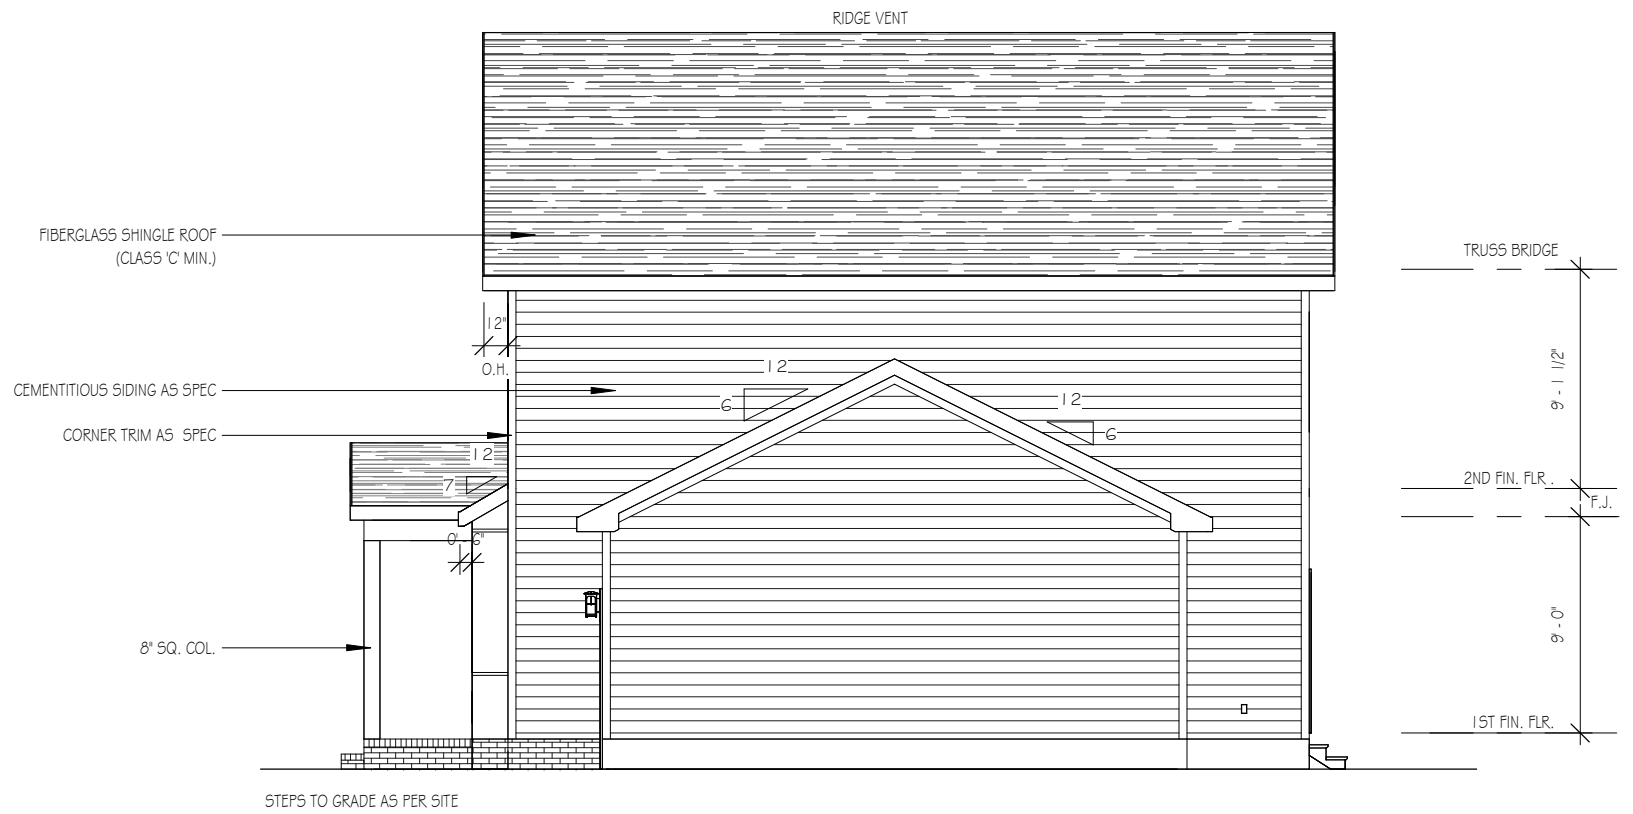 RIDGE VENT
FIBERGLASS SHINGLE ROOF
(CLASS 'C' MIN.)
TRUSS BRIDGE
12"
O.H.
12
6
12
6
9' - 1 1/2"
CEMENTITIOUS SIDING AS SPEC
CORNER TRIM AS SPEC
12
7
2ND FIN. FLR .
F.J.
0' - 6"
9' - 0"
8" SQ. COL.
1ST FIN. FLR.
STEPS TO GRADE AS PER SITE